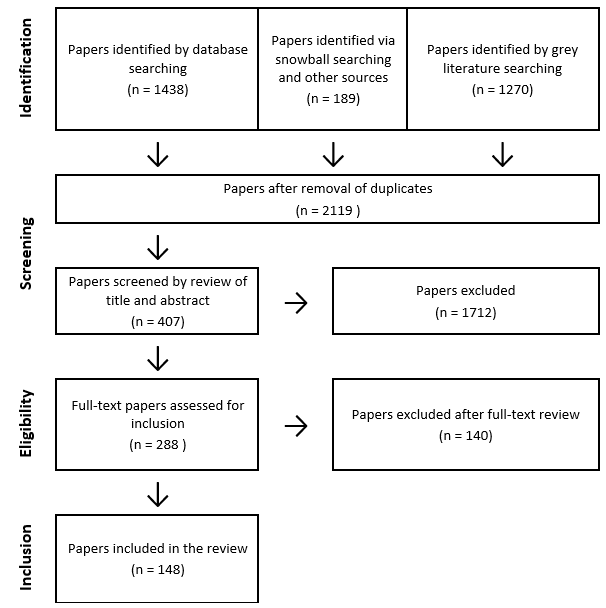 Identification
Papers identified by database
searching
(n = 1438)
Papers identified via
snowball searching
and other sources
(n = 189)
Papers identified by grey
literature searching
(n = 1270)
Screening
Papers after removal of duplicates
(n = 2119 )
Papers screened by review of
title and abstract
(n = 407)
Papers excluded
(n = 1712)
Eligibility
Full-text papers assessed for
inclusion
(n = 288 )
Papers excluded after full-text review
(n = 140)
Inclusion
Papers included in the review
(n = 148)